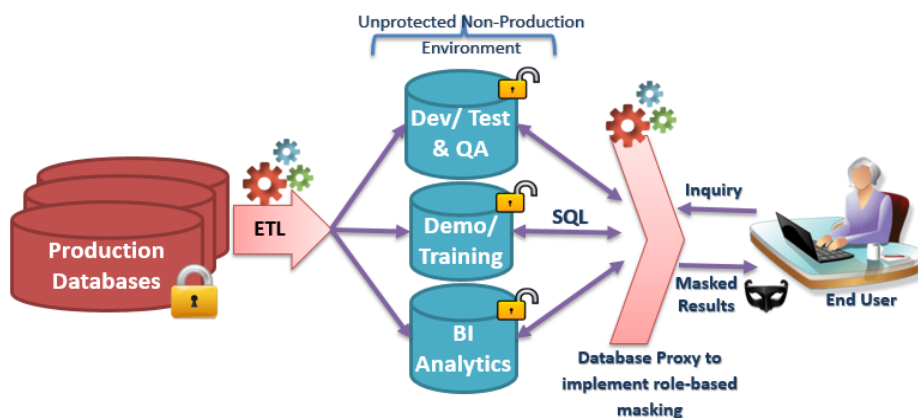 Unprotected Non-Production
Environment
Dev/ Test
& QA
Production
Databases
ETL
Demo/
Training
SQL
BI
Analytics
Inquiry
Masked
Results
End User
Database Proxy to
implement role-based
masking